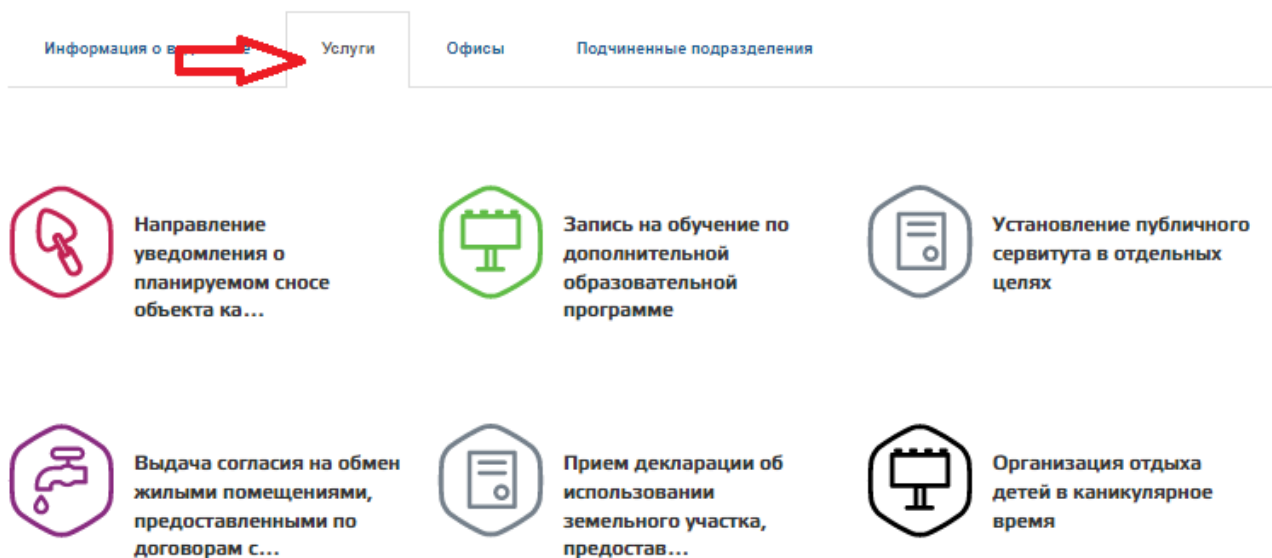 Информация о Услуги Офисы Подчиненные подразделения
Направление
уведомления о
планируемом сносе
объекта ка...
Запись на обучение по
дополнительной
образовательной
программе
Установление публичного
сервитута в отдельных
целях
Выдача согласия на обмен
жилыми помещениями,
предоставленными по
договорам с...
Прием декларации об
использовании
земельного участка,
предостав...
Организация отдыха
детей в каникулярное
время